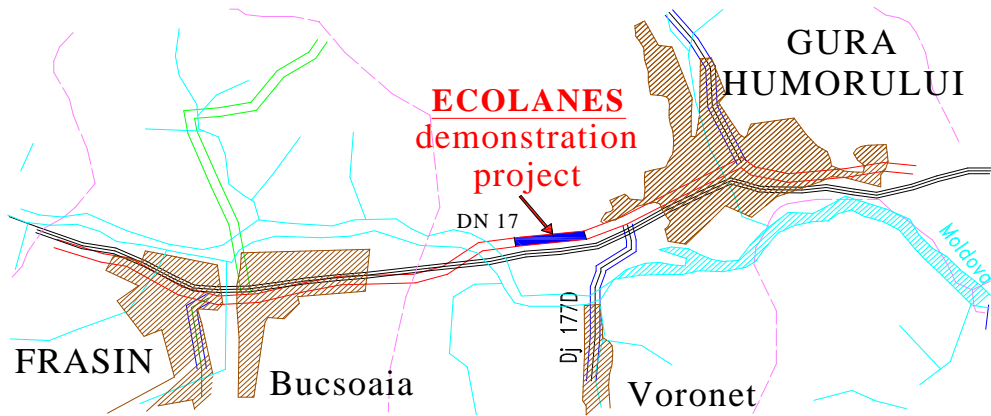 GURA
HUMORULUI
ECOLANES
demonstration
project
DN 17
Moldova
Dj 177D
FRASIN
Bucsoaia
Voronet